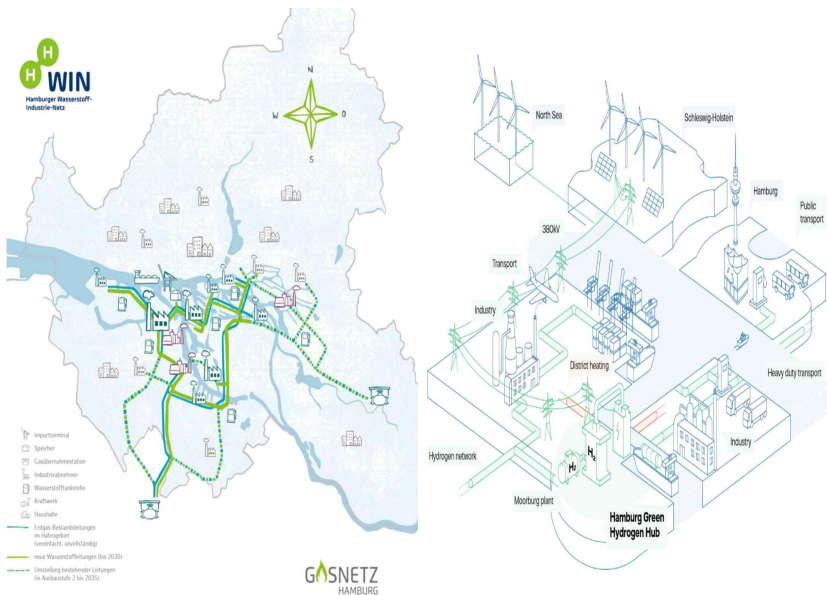 H
H
WIN
Hamburger Wasserstoff-
Industrie-Netz
N
W
O
S
Importterminal
Speicher
Gasübernahmestation
Industrieabnehmer
Wasserstofftankstelle
Kraftwerk
Haushalte
Erdgas-Bestandsleitungen
im Hafengebiet
(vereinfacht, unvollständig)
neue Wasserstoffleitungen (bis 2030)
Umstellung bestehender Leitungen
(in Ausbaustufe 2 bis 2035)
GASNETZ
HAMBURG
North Sea
Schleswig-Holstein
Hamburg
Public
transport
380kV
Transport
Industry
District heating
Heavy duty transport
Industry
Hydrogen network
H₂
H₂
Moorburg plant
Hamburg Green
Hydrogen Hub